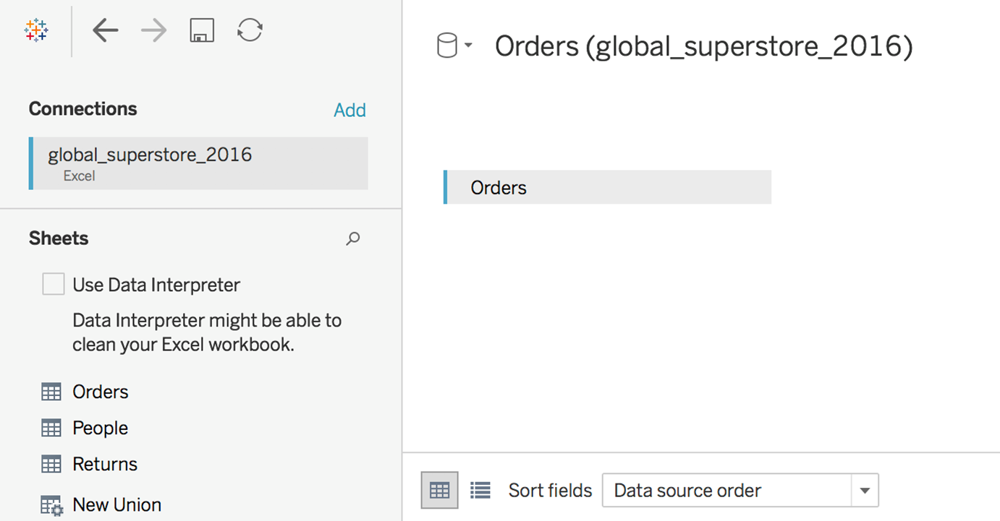 Orders (global_superstore_2016)
Connections
Add
global_superstore_2016
Excel
Orders
Sheets
Use Data Interpreter
Data Interpreter might be able to
clean your Excel workbook.
Orders
People
Returns
New Union
Sort fields
Data source order